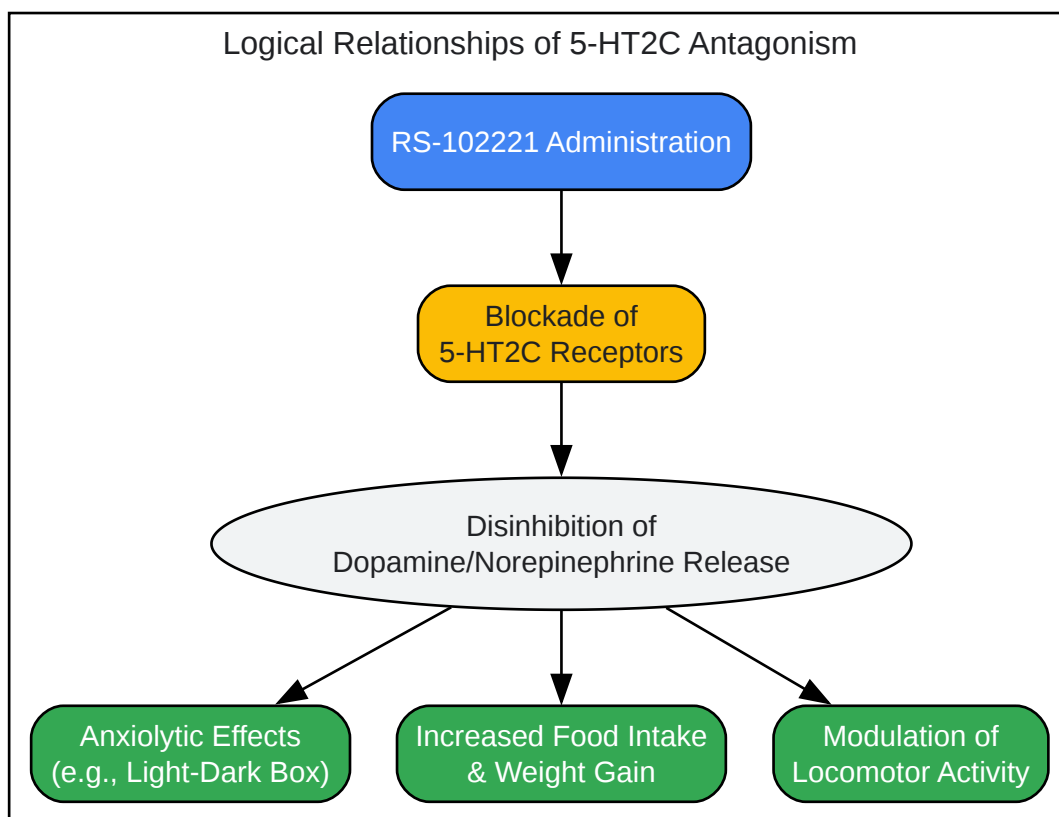 Logical Relationships of 5-HT2C Antagonism
RS-102221 Administration
Blockade of
5-HT2C Receptors
Disinhibition of
Dopamine/Norepinephrine Release
Anxiolytic Effects
(e.g., Light-Dark Box)
Increased Food Intake
& Weight Gain
Modulation of
Locomotor Activity